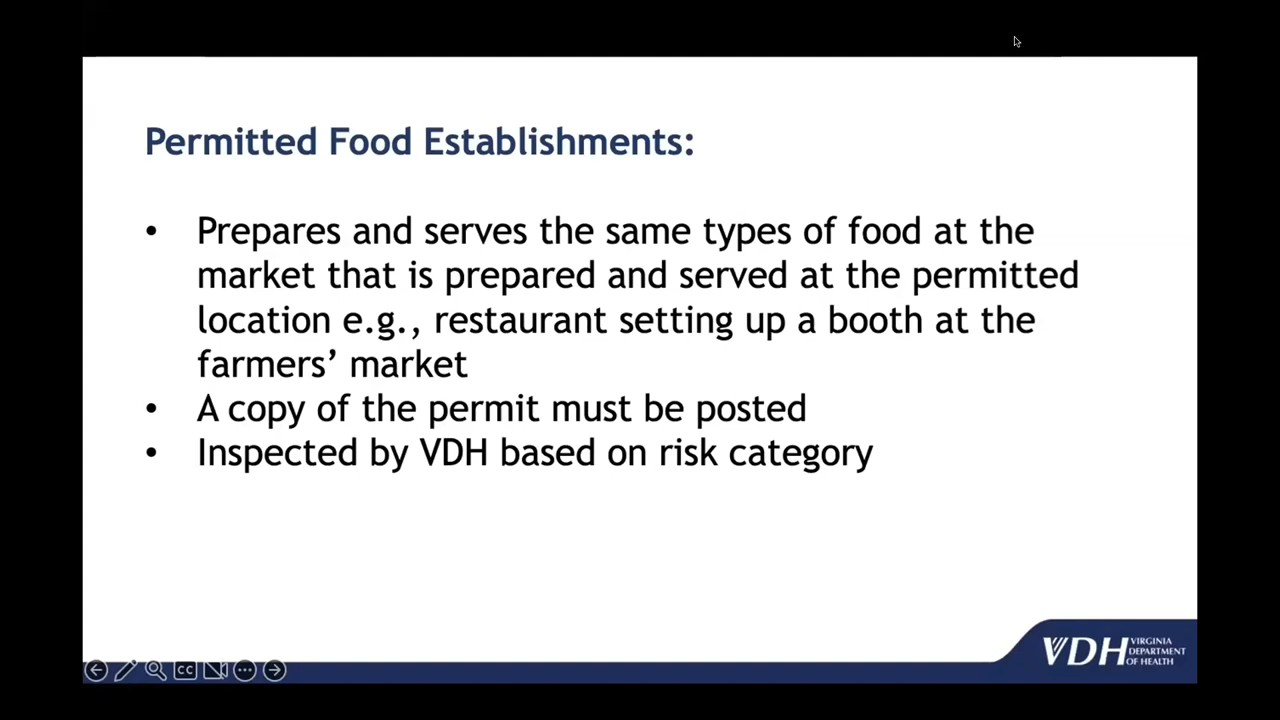 Permitted Food Establishments:
• Prepares and serves the same types of food at the
market that is prepared and served at the permitted
location e.g., restaurant setting up a booth at the
farmers’ market
• A copy of the permit must be posted
• Inspected by VDH based on risk category
CC
VDH VIRGINIA
DEPARTMENT
OF HEALTH